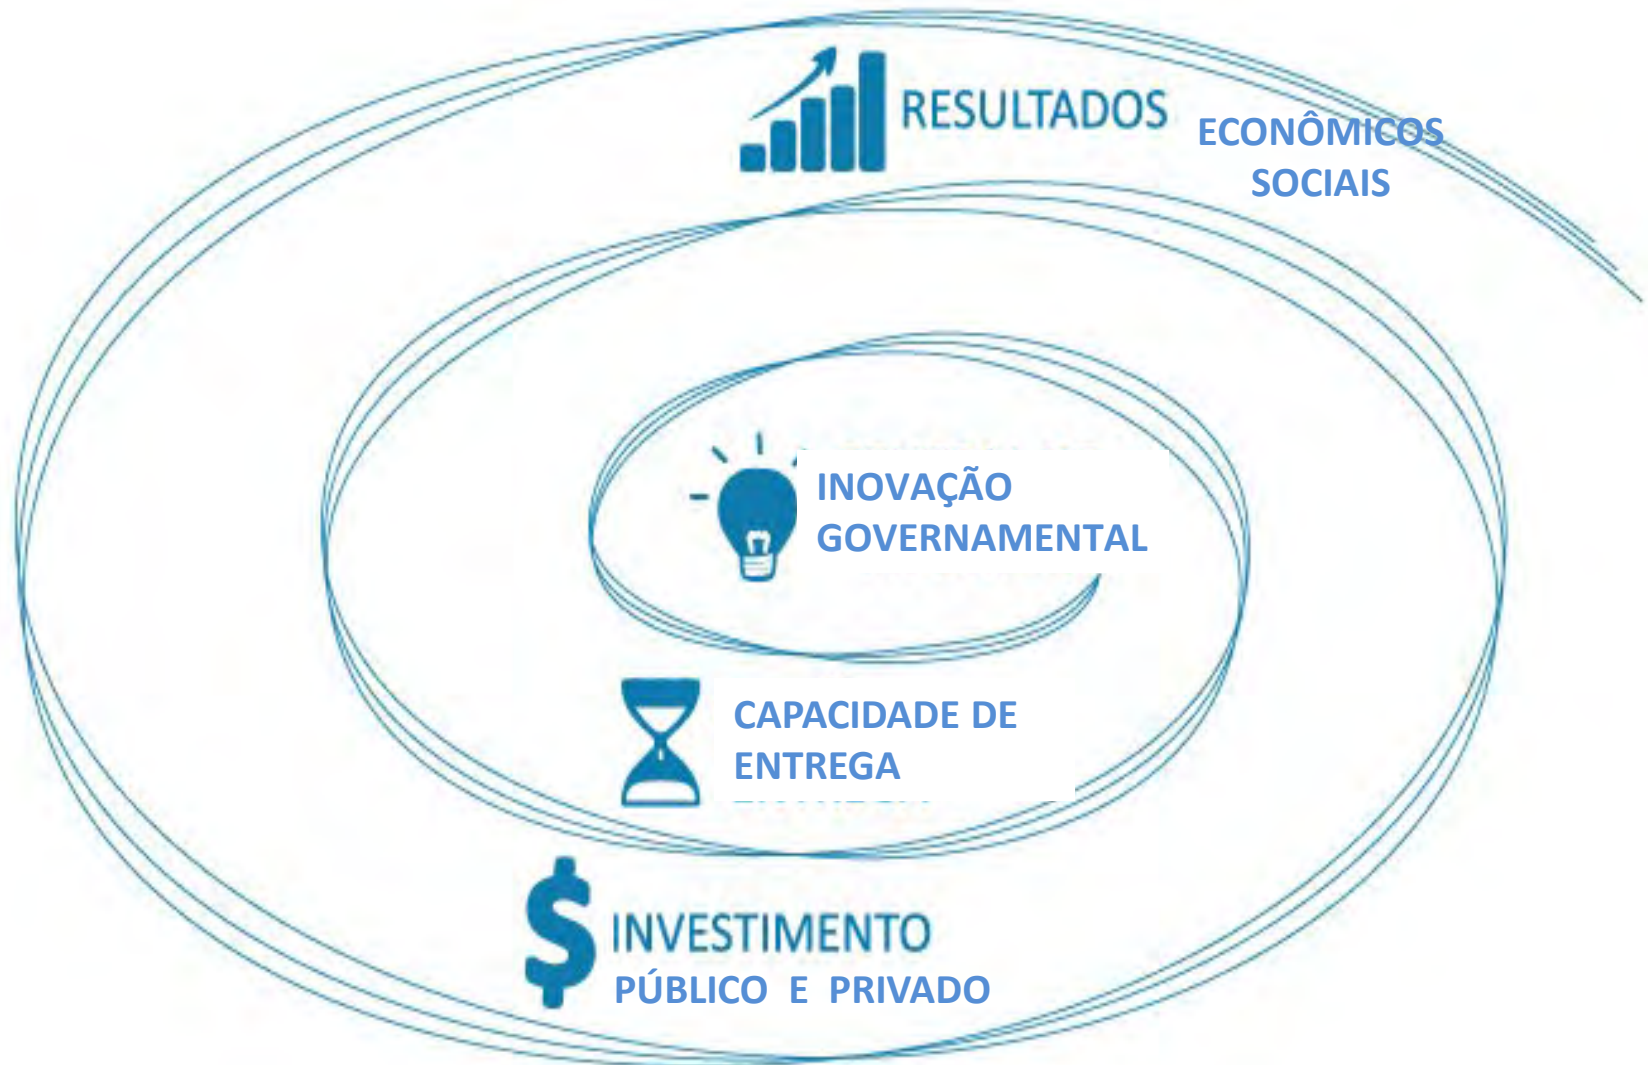 RESULTADOS
ECONÔMICOS
SOCIAIS
INOVAÇÃO
GOVERNAMENTAL
CAPACIDADE DE
ENTREGA
INVESTIMENTO
PÚBLICO E PRIVADO